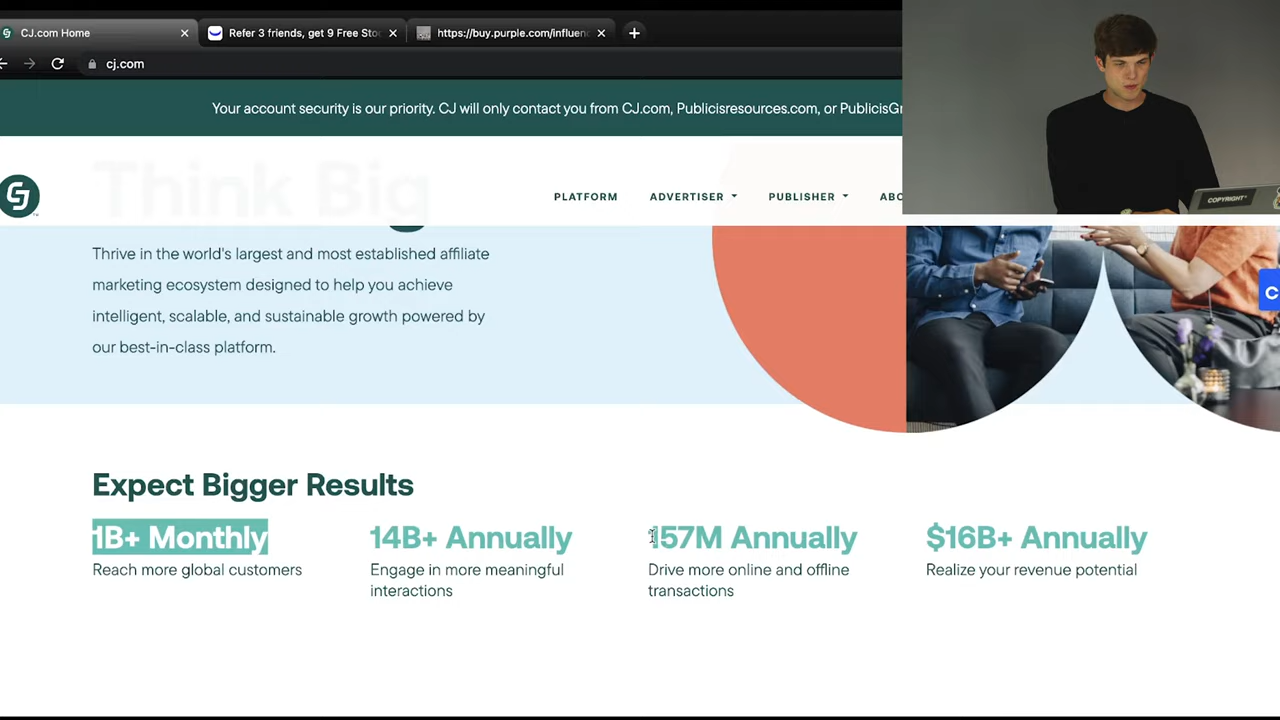 CJ.com Home
Refer 3 friends, get 9 Free Sto
https://buy.purple.com/influen
cj.com
Your account security is our priority. CJ will only contact you from CJ.com, Publicisresources.com, or PublicisGr
Think Big
CJ
PLATFORM
ADVERTISER
PUBLISHER
ABO
COPYRIGHT
Thrive in the world's largest and most established affiliate
marketing ecosystem designed to help you achieve
intelligent, scalable, and sustainable growth powered by
our best-in-class platform.
C
Expect Bigger Results
1B+ Monthly
Reach more global customers
14B+ Annually
Engage in more meaningful
interactions
157M Annually
Drive more online and offline
transactions
$16B+ Annually
Realize your revenue potential